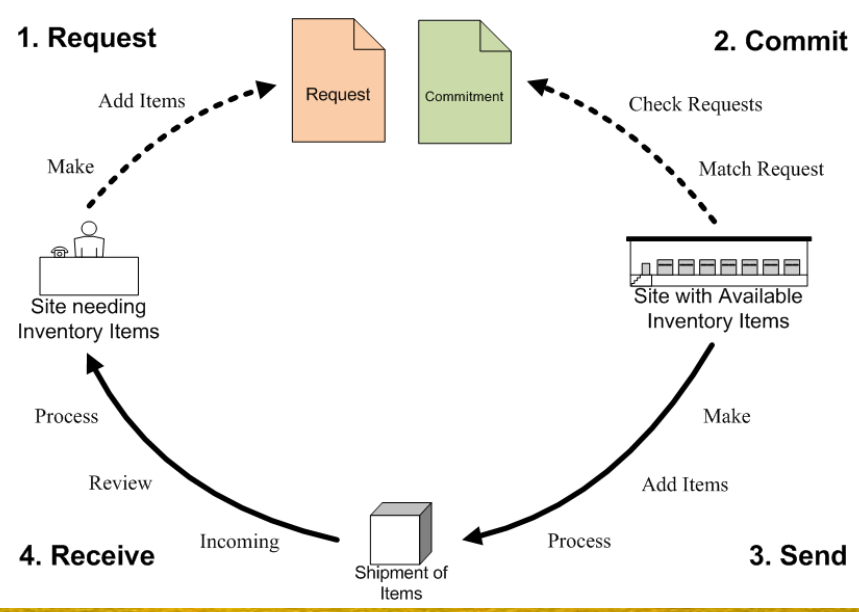 1. Request
2. Commit
Request
Commitment
Add Items
Make
Check Requests
Match Request
Site needing
Inventory Items
Site with Available
Inventory Items
Process
Review
Incoming
Make
Add Items
Process
4. Receive
Shipment of
Items
3. Send